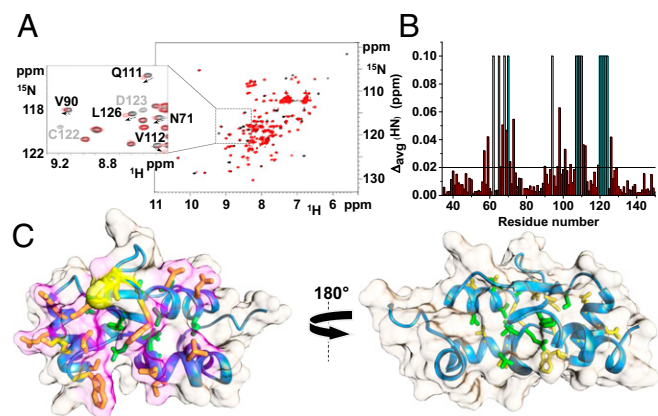 A
B
C
ppm
15N
118
122
9.2
8.8
1H
ppm
Q111
V90
D123
L126
N71
C122
V112
ppm
15N
10
120
130
11
10
9
8
7
1H
6
ppm
Δavg (HN) (ppm)
0.10
0.08
0.06
0.04
0.02
0.00
40
60
80
100
120
140
Residue number
180°